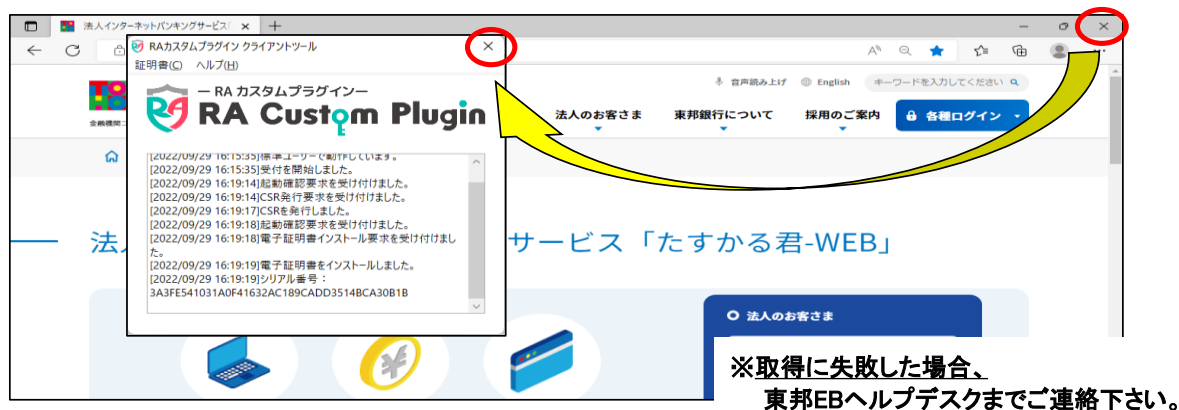 法人インターネットバンキングサービス「
RAカスタムプラグイン クライアントツール
証明書(C) ヘルプ(H)
音声読み上げ English キーワードを入力してください
ー RA カスタムプラグインー
RA Custom Plugin
法人のお客さま 東邦銀行について 採用のご案内 各種ログイン
[2022/09/29 16:15:35]標準ユーザーで動作しています。
[2022/09/29 16:15:35]受付を開始しました。
[2022/09/29 16:19:14]起動確認要求を受け付けました。
[2022/09/29 16:19:14]CSR発行要求を受け付けました。
[2022/09/29 16:19:17]CSRを発行しました。
[2022/09/29 16:19:18]起動確認要求を受け付けました。
[2022/09/29 16:19:18]電子証明書インストール要求を受け付けまし
た。
[2022/09/29 16:19:19]電子証明書をインストールしました。
[2022/09/29 16:19:19]シリアル番号：
3A3FE541031A0F41632AC189CADD3514BCA30B1B
法 サービス「たすかる君-WEB」
法人のお客さま
※取得に失敗した場合、
東邦EBヘルプデスクまでご連絡下さい。